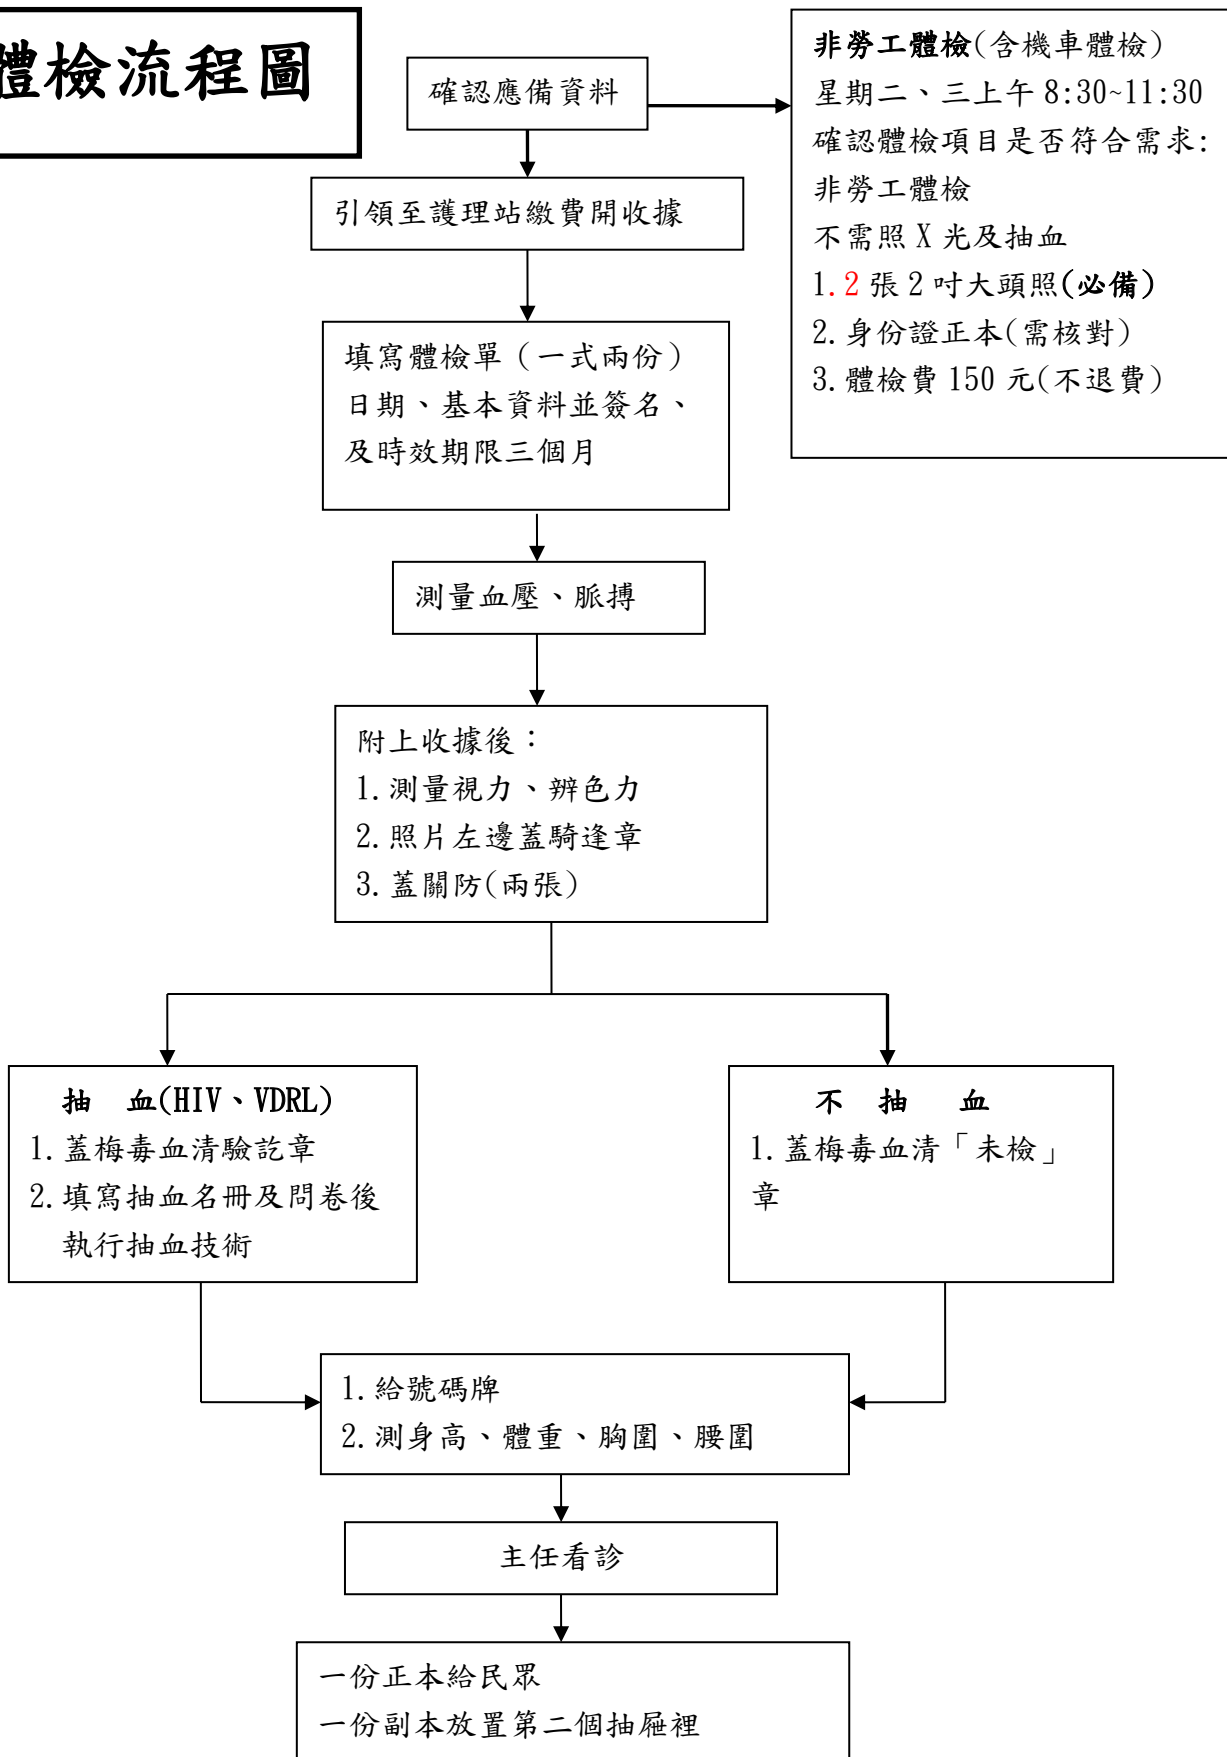 體檢流程圖
確認應備資料
非勞工體檢(含機車體檢)
星期二、三上午 8:30~11:30
確認體檢項目是否符合需求:
非勞工體檢
不需照 X 光及抽血
1.2 張 2 吋大頭照(必備)
2.身份證正本(需核對)
3.體檢費 150 元(不退費)
引領至護理站繳費開收據
填寫體檢單（一式兩份）
日期、基本資料並簽名、
及時效期限三個月
測量血壓、脈搏
附上收據後：
1.測量視力、辨色力
2.照片左邊蓋騎逢章
3.蓋關防(兩張)
抽 血(HIV、VDRL)
1.蓋梅毒血清驗訖章
2.填寫抽血名冊及問卷後
執行抽血技術
不 抽 血
1.蓋梅毒血清「未檢」
章
1.給號碼牌
2.測身高、體重、胸圍、腰圍
主任看診
一份正本給民眾
一份副本放置第二個抽屜裡